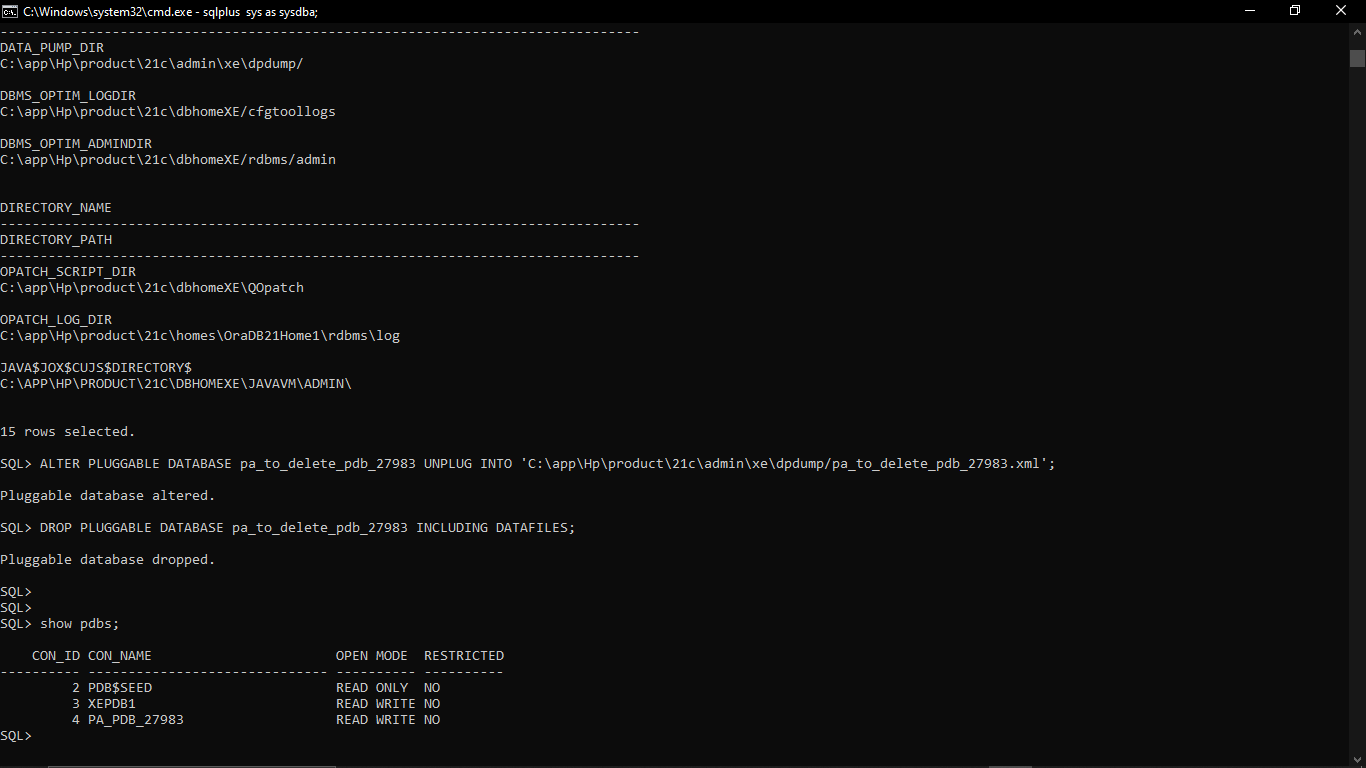 C:\Windows\system32\cmd.exe - sqlplus  sys as sysdba;
--------------------------------------------------------------------------------
DATA_PUMP_DIR
C:\app\Hp\product\21c\admin\xe\dpdump/
DBMS_OPTIM_LOGDIR
C:\app\Hp\product\21c\dbhomeXE/cfgtoollogs
DBMS_OPTIM_ADMINDIR
C:\app\Hp\product\21c\dbhomeXE/rdbms/admin
DIRECTORY_NAME
--------------------------------------------------------------------------------
DIRECTORY_PATH
--------------------------------------------------------------------------------
OPATCH_SCRIPT_DIR
C:\app\Hp\product\21c\dbhomeXE\QOpatch
OPATCH_LOG_DIR
C:\app\Hp\product\21c\homes\OraDB21Home1\rdbms\log
JAVA$JOX$CUJS$DIRECTORY$
C:\APP\HP\PRODUCT\21C\DBHOMEXE\JAVAVM\ADMIN\
15 rows selected.
SQL> ALTER PLUGGABLE DATABASE pa_to_delete_pdb_27983 UNPLUG INTO 'C:\app\Hp\product\21c\admin\xe\dpdump/pa_to_delete_pdb_27983.xml';
Pluggable database altered.
SQL> DROP PLUGGABLE DATABASE pa_to_delete_pdb_27983 INCLUDING DATAFILES;
Pluggable database dropped.
SQL>
SQL>
SQL> show pdbs;
    CON_ID CON_NAME                       OPEN MODE  RESTRICTED
---------- ------------------------------ ---------- ----------
         2 PDB$SEED                       READ ONLY  NO
         3 XEPDB1                         READ WRITE NO
         4 PA_PDB_27983                   READ WRITE NO
SQL>